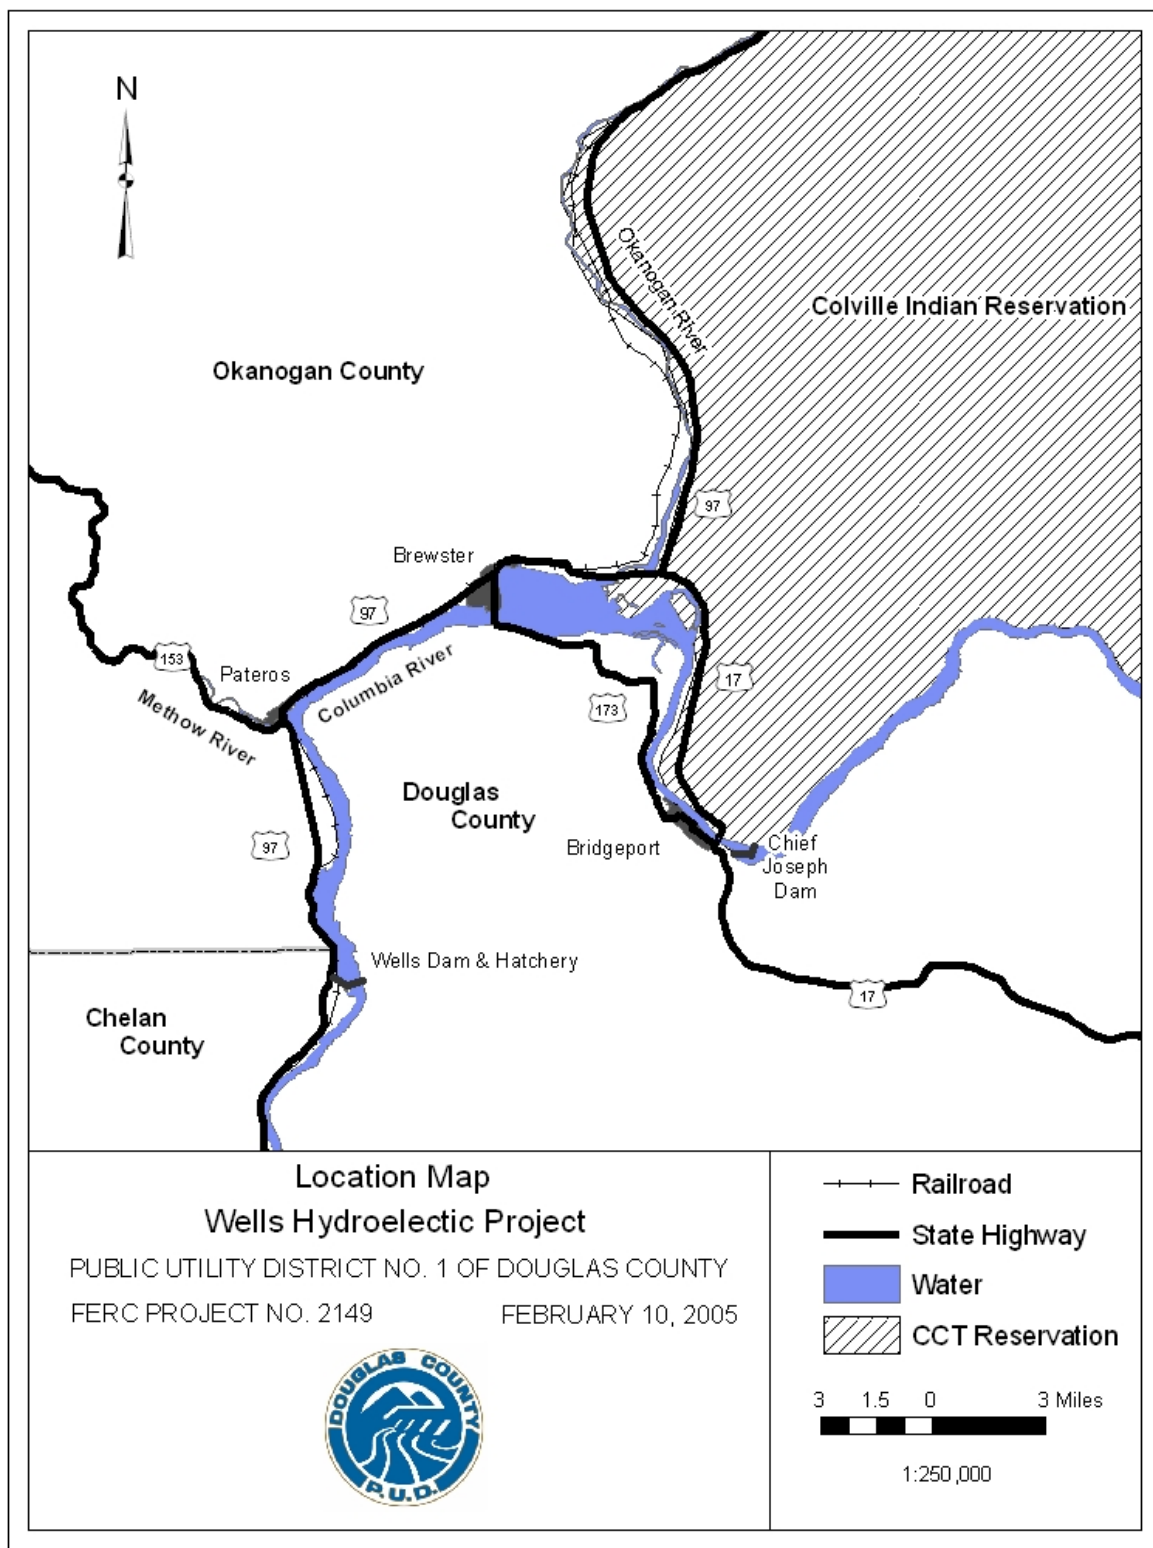 N
Okanogan River
Colville Indian Reservation
Okanogan County
97
Brewster
97
153
Pateros
Columbia River
Methow River
17
173
Douglas
County
97
Bridgeport
Chief
Joseph
Dam
Wells Dam & Hatchery
17
Chelan
County
Location Map
Wells Hydroelectic Project
PUBLIC UTILITY DISTRICT NO. 1 OF DOUGLAS COUNTY
FERC PROJECT NO. 2149 FEBRUARY 10, 2005
DOUGLAS COUNTY
P.U.D.
Railroad
State Highway
Water
CCT Reservation
3 1.5 0 3 Miles
1:250,000